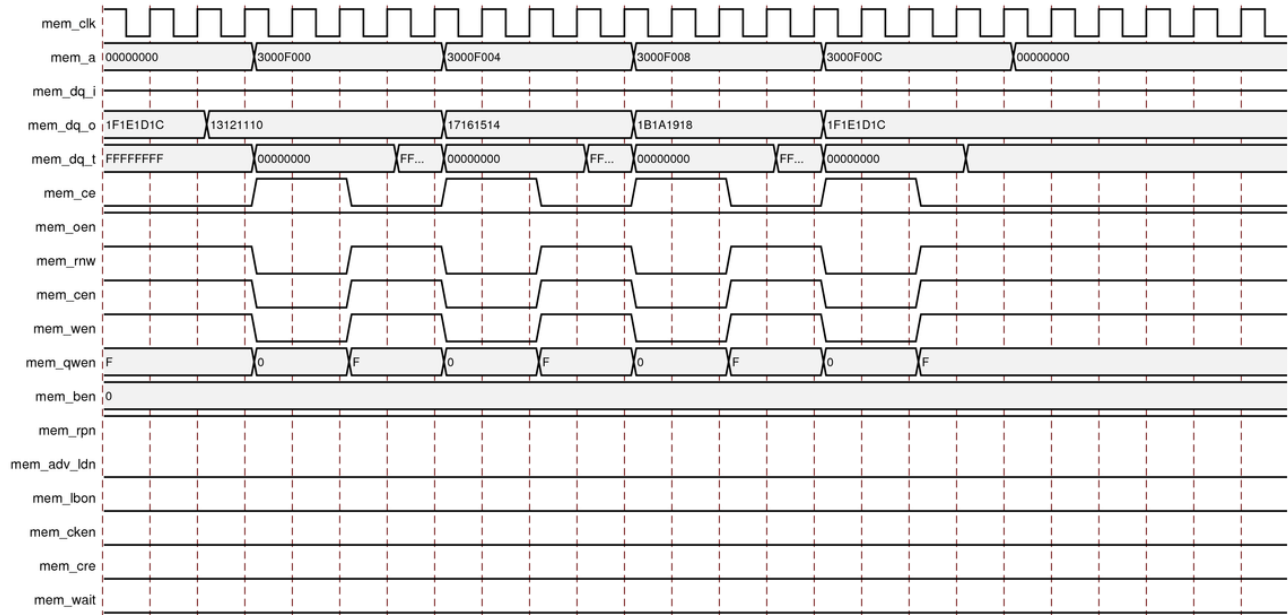 mem_clk
mem_a 00000000 3000F000 3000F004 3000F008 3000F00C 00000000
mem_dq_i
mem_dq_o 1F1E1D1C 13121110 17161514 1B1A1918 1F1E1D1C
mem_dq_t FFFFFFFF 00000000 FF... 00000000 FF... 00000000 FF... 00000000
mem_ce
mem_oen
mem_rnw
mem_cen
mem_wen
mem_qwen F 0 F 0 F 0 F 0 F
mem_ben 0
mem_rpn
mem_adv_ldn
mem_lbon
mem_cken
mem_cre
mem_wait